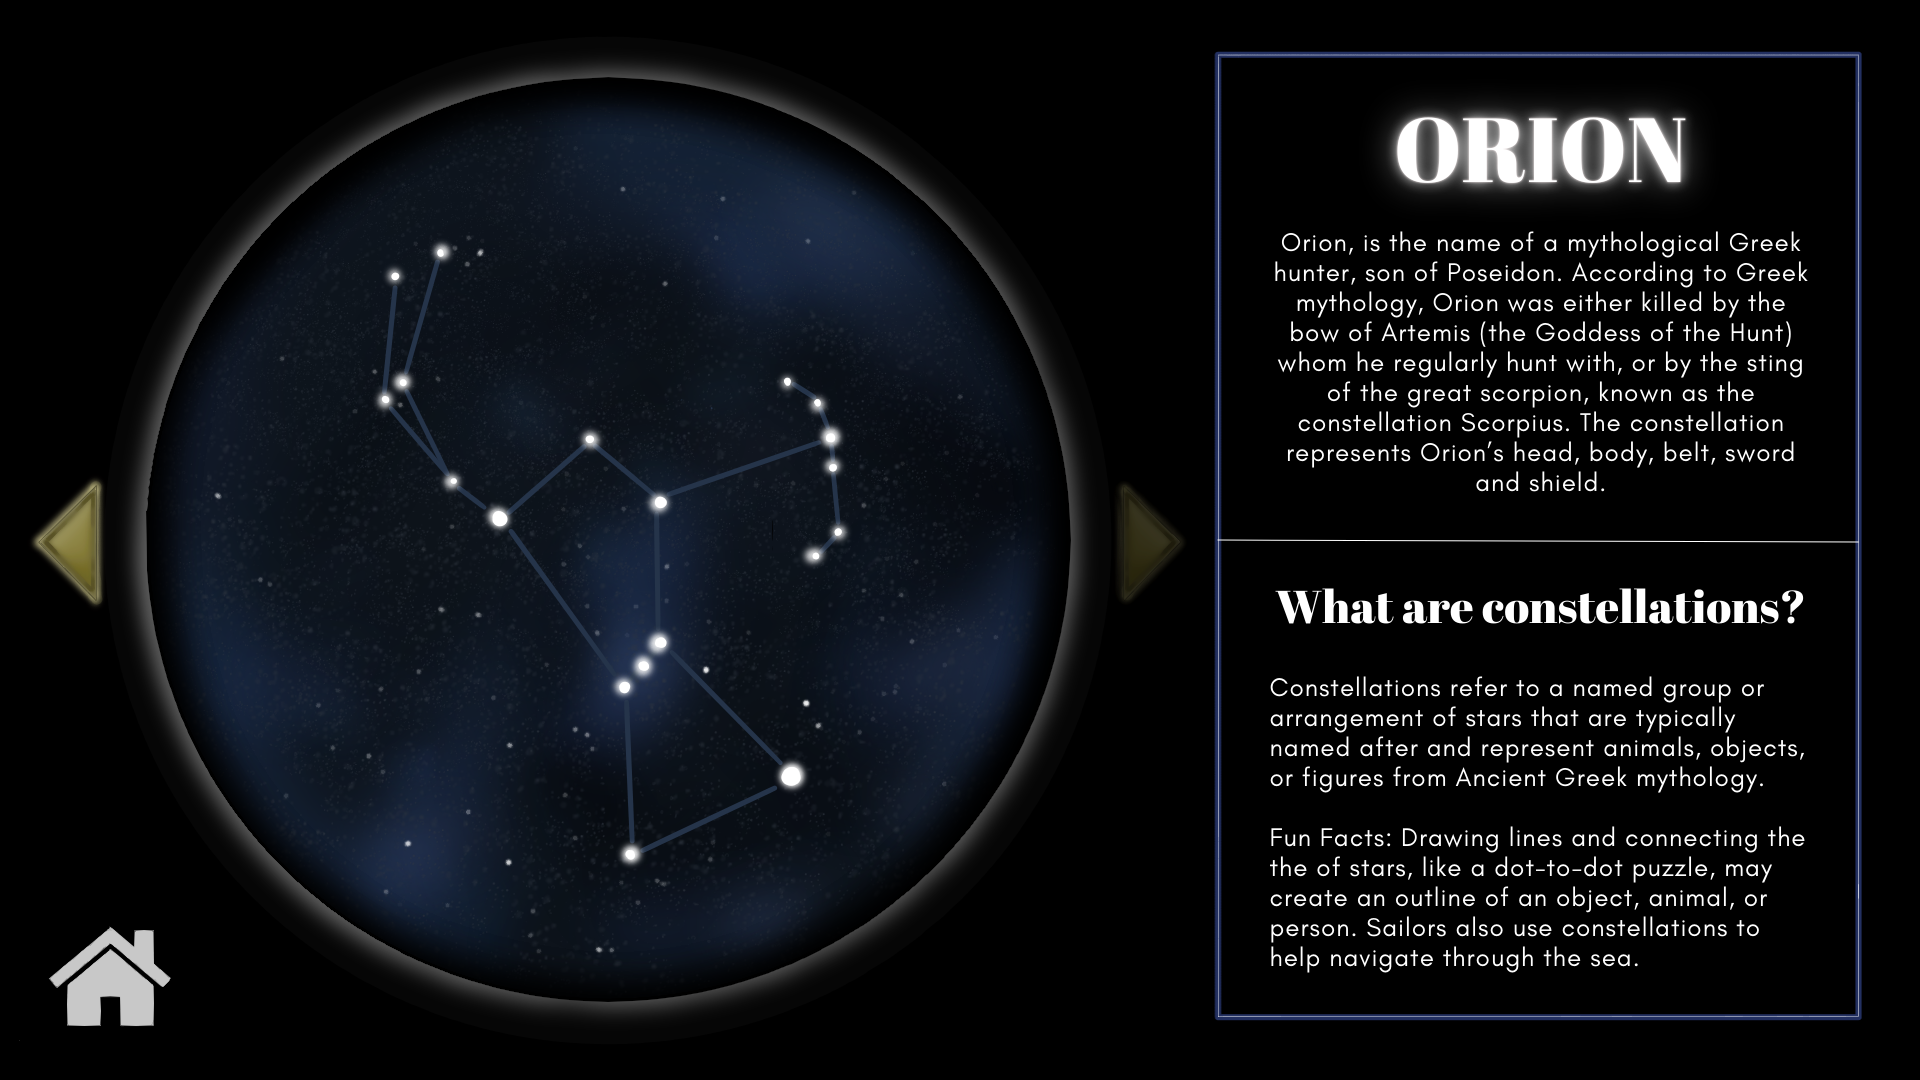 ORION
Orion, is the name of a mythological Greek
hunter, son of Poseidon. According to Greek
mythology, Orion was either killed by the
bow of Artemis (the Goddess of the Hunt)
whom he regularly hunt with, or by the sting
of the great scorpion, known as the
constellation Scorpius. The constellation
represents Orion’s head, body, belt, sword
and shield.
What are constellations?
Constellations refer to a named group or
arrangement of stars that are typically
named after and represent animals, objects,
or figures from Ancient Greek mythology.
Fun Facts: Drawing lines and connecting the
the of stars, like a dot-to-dot puzzle, may
create an outline of an object, animal, or
person. Sailors also use constellations to
help navigate through the sea.